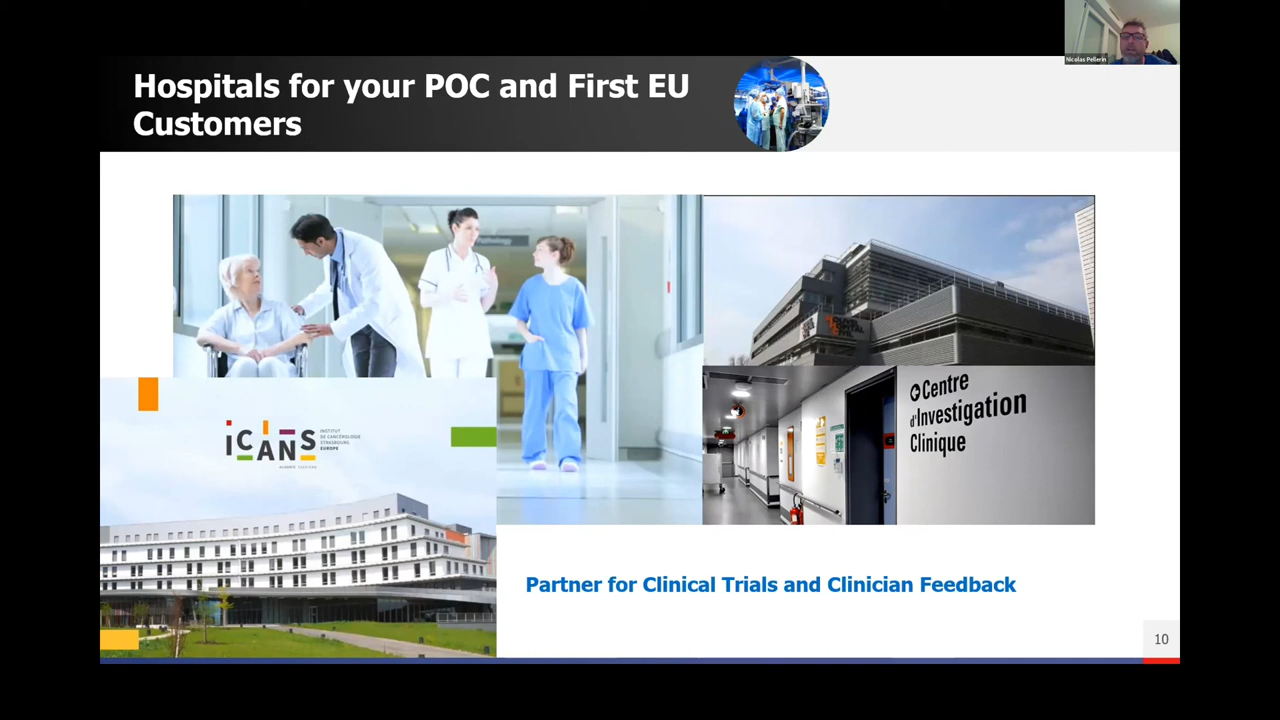 Nicolas Pellerin
Hospitals for your POC and First EU
Customers
iCANS
INSTITUT
DE CANCÉROLOGIE
STRASBOURG
EUROPE
Centre
d'Investigation
Clinique
Partner for Clinical Trials and Clinician Feedback
10